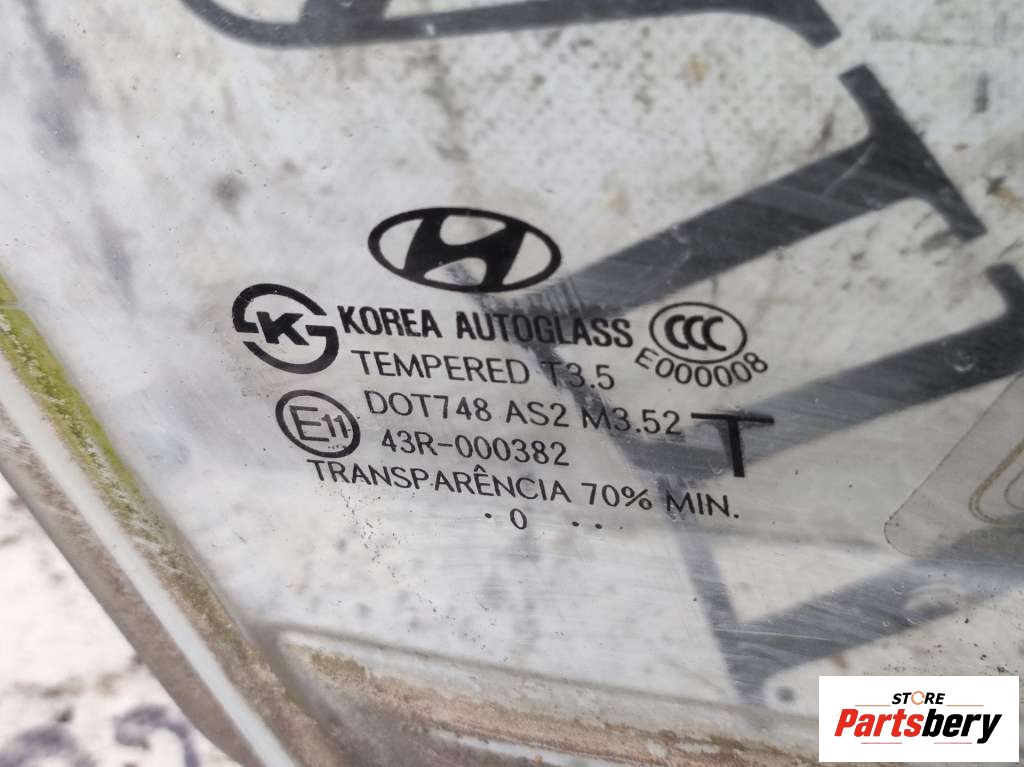 KOREA AUTOGLASS
CCC
E000008
K
TEMPERED T3.5
DOT748 AS2 M3.52
E11
43R-000382
T
TRANSPARÊNCIA 70% MIN.
. 0 ..
STORE
Partsbery